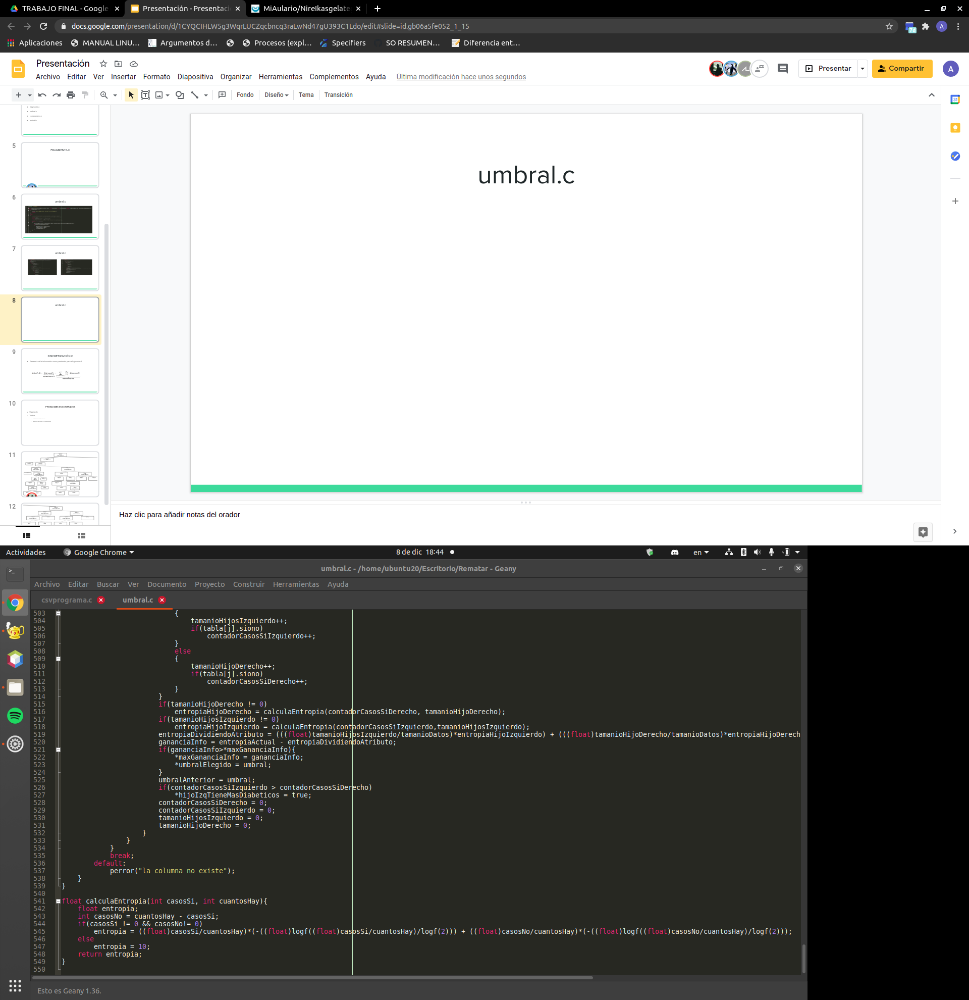 TRABAJO FINAL - Google
Presentación - Presentaci
MiAulario/NireIkasgelate
docs.google.com/presentation/d/1CYQCIHLW5g3WqrLUCZqcbncq3raLwNd47gU393C1Ldo/edit#slide=id.gb06a5fe052_1_15
A
7d
Aplicaciones MANUAL LINU... Argumentos d... Procesos (expl... Specifiers SO RESUMEN... Diferencia ent...
Presentación
Archivo Editar Ver Insertar Formato Diapositiva Organizar Herramientas Complementos Ayuda Última modificación hace unos segundos
Presentar
Compartir
A
Fondo Diseño Tema Transición
31
5
FRAGMENTA.C
6
umbral.c
7
umbral.c
8
umbral.c
9
DISCRETIZACIÓN.C
10
PROBLEMAS ENCONTRADOS
11
12
umbral.c
Haz clic para añadir notas del orador
Actividades Google Chrome 8 de dic 18:44 en
umbral.c - /home/ubuntu20/Escritorio/Rematar - Geany
Archivo Editar Buscar Ver Documento Proyecto Construir Herramientas Ayuda
csvprograma.c umbral.c
503 {
504 tamanioHijosIzquierdo++;
505 if(tabla[j].siono)
506 contadorCasosSiIzquierdo++;
507 }
508 else
509 {
510 tamanioHijoDerecho++;
511 if(tabla[j].siono)
512 contadorCasosSiDerecho++;
513 }
514 }
515 if(tamanioHijoDerecho != 0)
516 entropiaHijoDerecho = calculaEntropia(contadorCasosSiDerecho, tamanioHijoDerecho);
517 if(tamanioHijosIzquierdo != 0)
518 entropiaHijoIzquierdo = calculaEntropia(contadorCasosSiIzquierdo,tamanioHijosIzquierdo);
519 entropiaDividiendoAtributo = (((float)tamanioHijosIzquierdo/tamanioDatos)*entropiaHijoIzquierdo) + (((float)tamanioHijoDerecho/tamanioDatos)*entropiaHijoDerech
520 gananciaInfo = entropiaActual - entropiaDividiendoAtributo;
521 if(gananciaInfo>*maxGananciaInfo){
522 *maxGananciaInfo = gananciaInfo;
523 *umbralElegido = umbral;
524 }
525 umbralAnterior = umbral;
526 if(contadorCasosSiIzquierdo > contadorCasosSiDerecho)
527 *hijoIzqTieneMasDiabeticos = true;
528 contadorCasosSiDerecho = 0;
529 contadorCasosSiIzquierdo = 0;
530 tamanioHijosIzquierdo = 0;
531 tamanioHijoDerecho = 0;
532 }
533 }
534 }
535 break;
536 default:
537 perror("la columna no existe");
538 }
539 }
540
541 float calculaEntropia(int casosSi, int cuantosHay){
542 float entropia;
543 int casosNo = cuantosHay - casosSi;
544 if(casosSi != 0 && casosNo!= 0)
545 entropia = ((float)casosSi/cuantosHay)*(-((float)logf((float)casosSi/cuantosHay)/logf(2))) + ((float)casosNo/cuantosHay)*(-((float)logf((float)casosNo/cuantosHay)/logf(2)));
546 else
547 entropia = 10;
548 return entropia;
549 }
550
Esto es Geany 1.36.